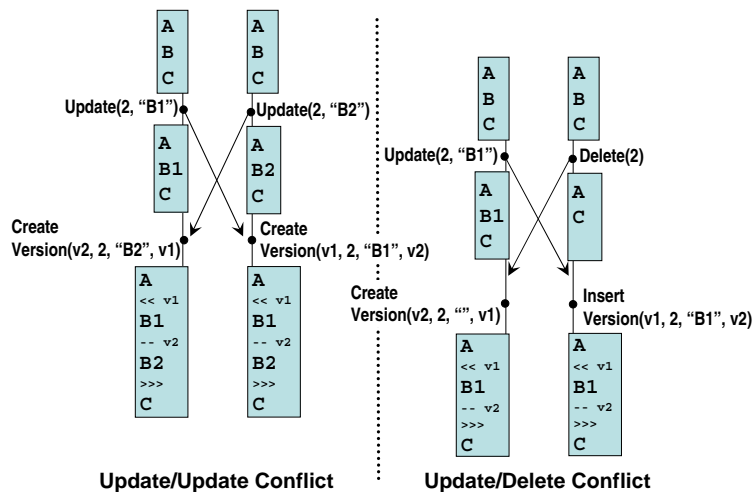 A
B
C
A
B
C
Update(2, “B1”)
Update(2, “B2”)
A
B1
C
A
B2
C
Create
Version(v2, 2, “B2”, v1)
Create
Version(v1, 2, “B1”, v2)
A
<< v1
B1
-- v2
B2
>>>
C
A
<< v1
B1
-- v2
B2
>>>
C
Update/Update Conflict
A
B
C
A
B
C
Update(2, “B1”)
Delete(2)
A
B1
C
A
C
Create
Version(v2, 2, “”, v1)
Insert
Version(v1, 2, “B1”, v2)
A
<< v1
B1
-- v2
>>>
C
A
<< v1
B1
-- v2
>>>
C
Update/Delete Conflict